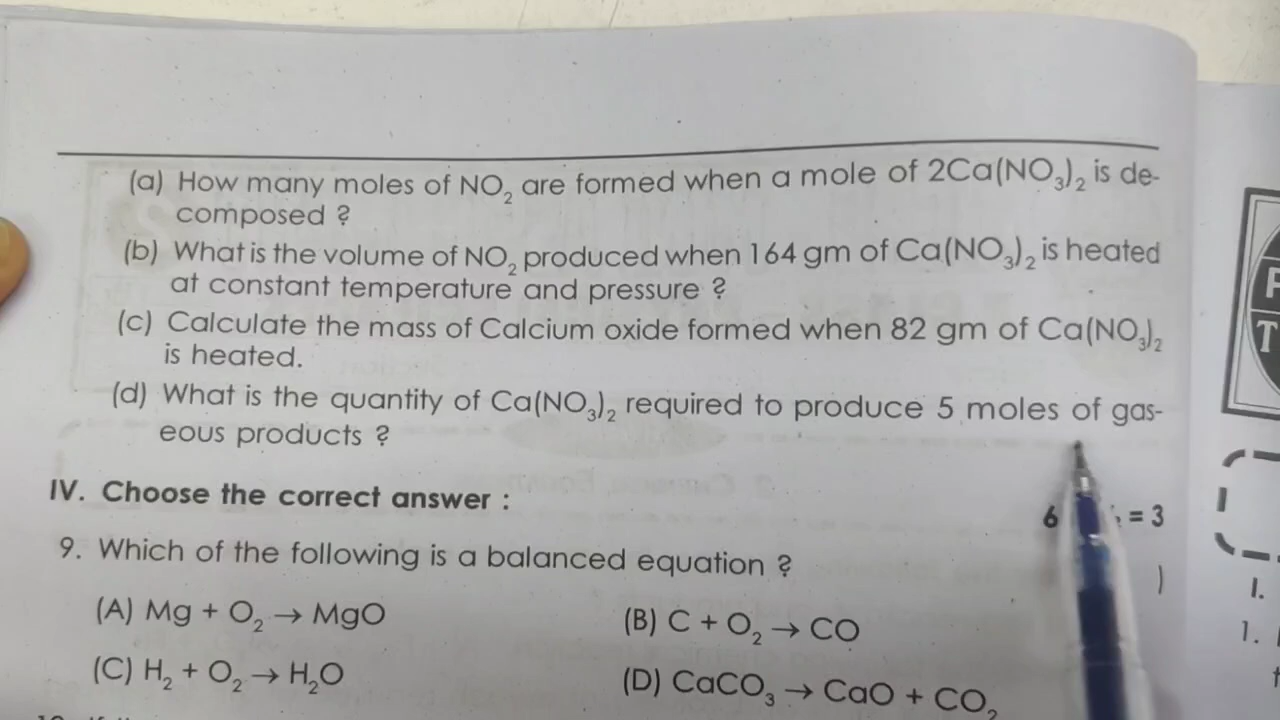 (a) How many moles of NO₂ are formed when a mole of 2Ca(NO₃)₂ is de-
composed ?
(b) What is the volume of NO₂ produced when 164 gm of Ca(NO₃)₂ is heated
at constant temperature and pressure ?
(c) Calculate the mass of Calcium oxide formed when 82 gm of Ca(NO₃)₂
is heated.
(d) What is the quantity of Ca(NO₃)₂ required to produce 5 moles of gas-
eous products ?
IV. Choose the correct answer :
6 = 3
9. Which of the following is a balanced equation ?
)
(A) Mg + O₂ → MgO
(B) C + O₂ → CO
(C) H₂ + O₂ → H₂O
(D) CaCO₃ → CaO + CO₂
I.
1.